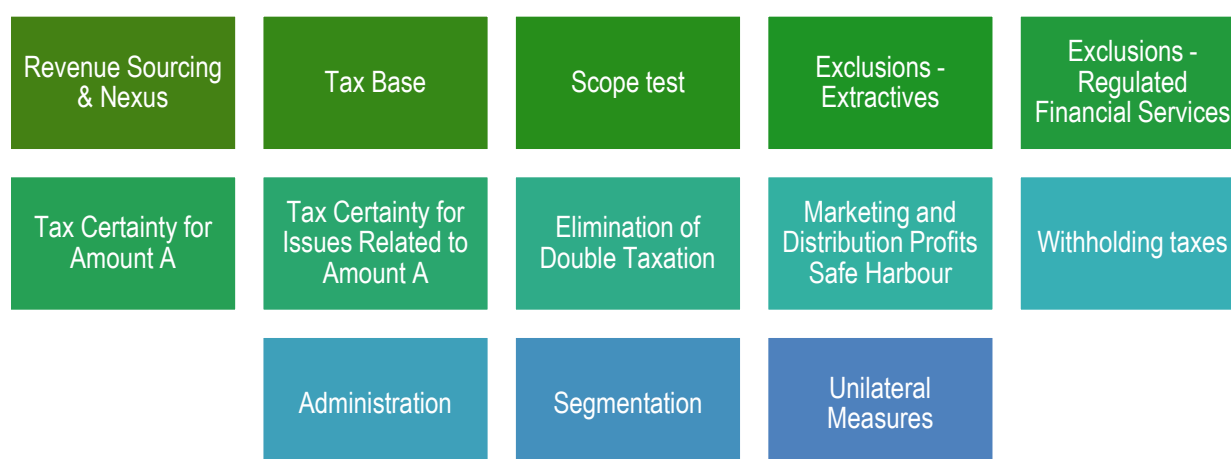 Revenue Sourcing
& Nexus
Tax Base
Scope test
Exclusions -
Extractives
Exclusions -
Regulated
Financial Services
Tax Certainty for
Amount A
Tax Certainty for
Issues Related to
Amount A
Elimination of
Double Taxation
Marketing and
Distribution Profits
Safe Harbour
Withholding taxes
Administration
Segmentation
Unilateral
Measures